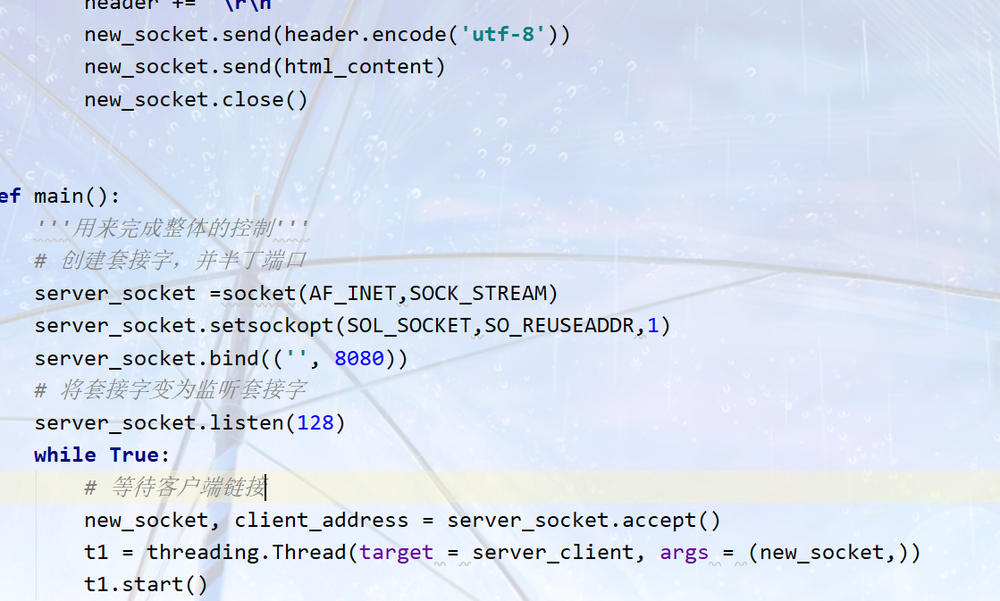 header += "\r\n"
new_socket.send(header.encode('utf-8'))
new_socket.send(html_content)
new_socket.close()
ef main():
'''用来完成整体的控制'''
# 创建套接字，并半丁端口
server_socket =socket(AF_INET,SOCK_STREAM)
server_socket.setsockopt(SOL_SOCKET,SO_REUSEADDR,1)
server_socket.bind(('', 8080))
# 将套接字变为监听套接字
server_socket.listen(128)
while True:
# 等待客户端链接
new_socket, client_address = server_socket.accept()
t1 = threading.Thread(target = server_client, args = (new_socket,))
t1.start()